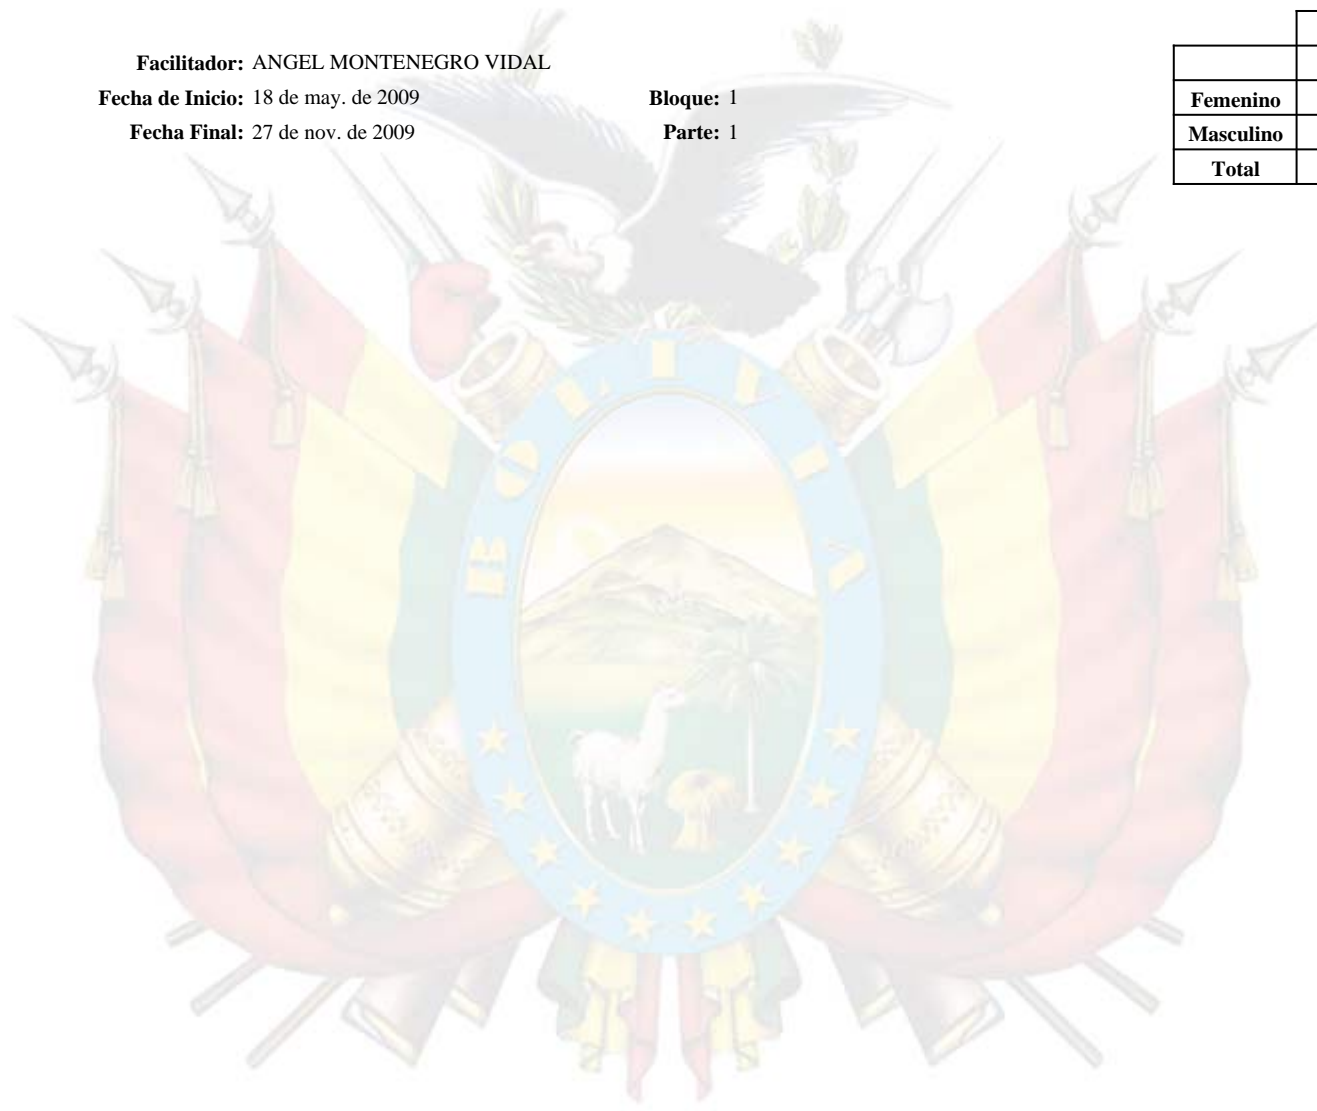 Facilitador: ANGEL MONTENEGRO VIDAL
Fecha de Inicio: 18 de may. de 2009 Bloque: 1
Fecha Final: 27 de nov. de 2009 Parte: 1
Femenino
Masculino
Total
BOLIVIA